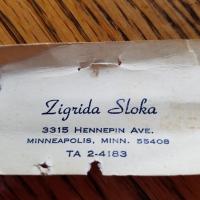 Zigrida Sloka
3315 Hennepin Ave.
Minneapolis, Minn. 55408
TA 2-4183